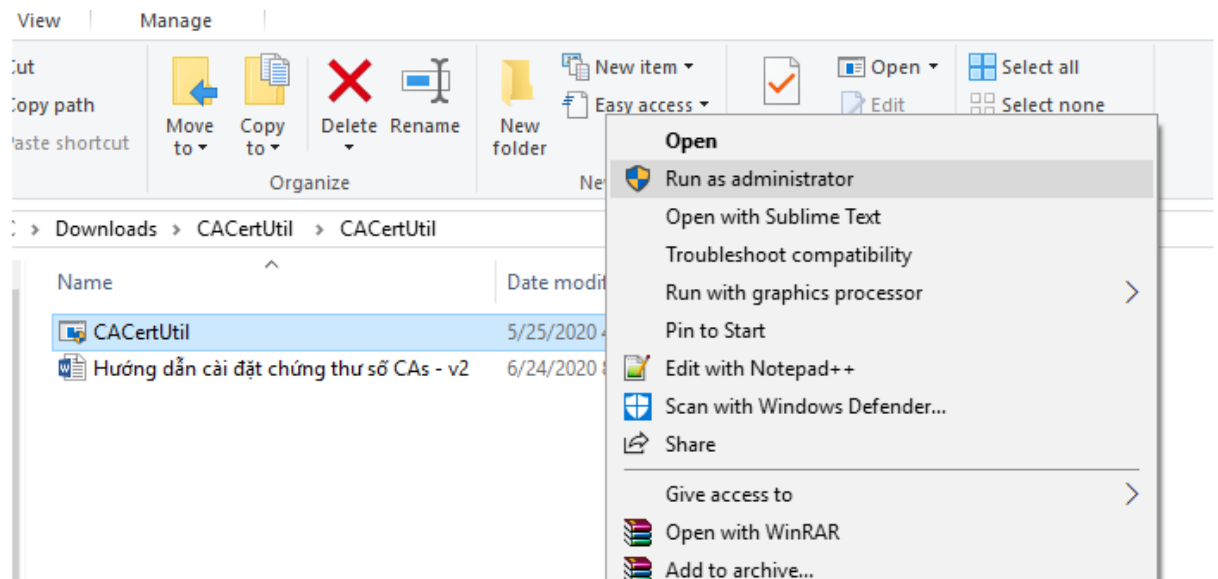 View Manage
Cut
Copy path
Paste shortcut
Move to
Copy to
Delete
Rename
New folder
New item
Easy access
Open
Edit
Select all
Select none
Organize
Downloads > CACertUtil > CACertUtil
Name
CACertUtil 5/25/2020
Hướng dẫn cài đặt chứng thư số CAs - v2 6/24/2020
Open
Run as administrator
Open with Sublime Text
Troubleshoot compatibility
Run with graphics processor
Pin to Start
Edit with Notepad++
Scan with Windows Defender...
Share
Give access to
Open with WinRAR
Add to archive...